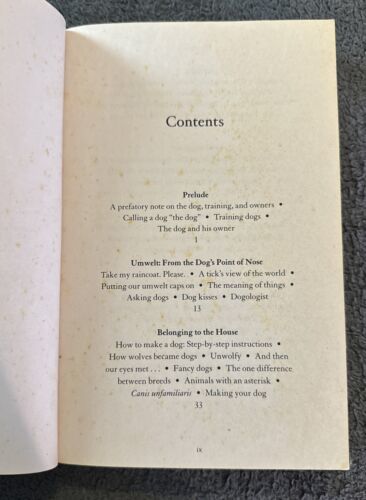 Contents
Prelude
A prefatory note on the dog, training, and owners •
Calling a dog "the dog" • Training dogs •
The dog and his owner
1
Umwelt: From the Dog's Point of Nose
Take my raincoat. Please. • A tick's view of the world •
Putting our umwelt caps on • The meaning of things •
Asking dogs • Dog kisses • Dogologist
13
Belonging to the House
How to make a dog: Step-by-step instructions •
How wolves became dogs • Unwolfy • And then
our eyes met . . . • Fancy dogs • The one difference
between breeds • Animals with an asterisk •
Canis unfamiliaris • Making your dog
33
ix